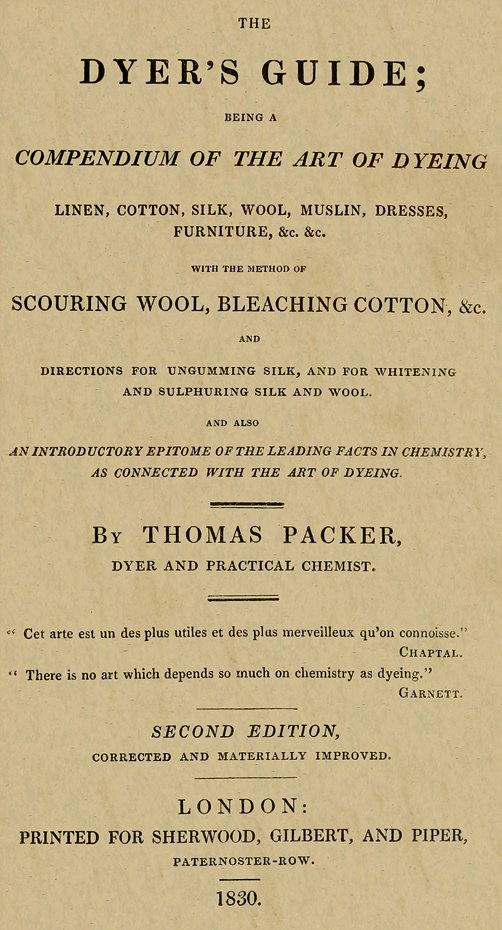 THE
DYER'S GUIDE;
BEING A
COMPENDIUM OF THE ART OF DYEING
LINEN, COTTON, SILK, WOOL, MUSLIN, DRESSES,
FURNITURE, &c. &c.
WITH THE METHOD OF
SCOURING WOOL, BLEACHING COTTON, &c.
AND
DIRECTIONS FOR UNGUMMING SILK, AND FOR WHITENING
AND SULPHURING SILK AND WOOL.
AND ALSO
AN INTRODUCTORY EPITOME OF THE LEADING FACTS IN CHEMISTRY,
AS CONNECTED WITH THE ART OF DYEING.
BY THOMAS PACKER,
DYER AND PRACTICAL CHEMIST.
“ Cet arte est un des plus utiles et des plus merveilleux qu'on connoisse.”
CHAPTAL.
“ There is no art which depends so much on chemistry as dyeing.”
GARNETT.
SECOND EDITION,
CORRECTED AND MATERIALLY IMPROVED.
LONDON:
PRINTED FOR SHERWOOD, GILBERT, AND PIPER,
PATERNOSTER-ROW.
1830.